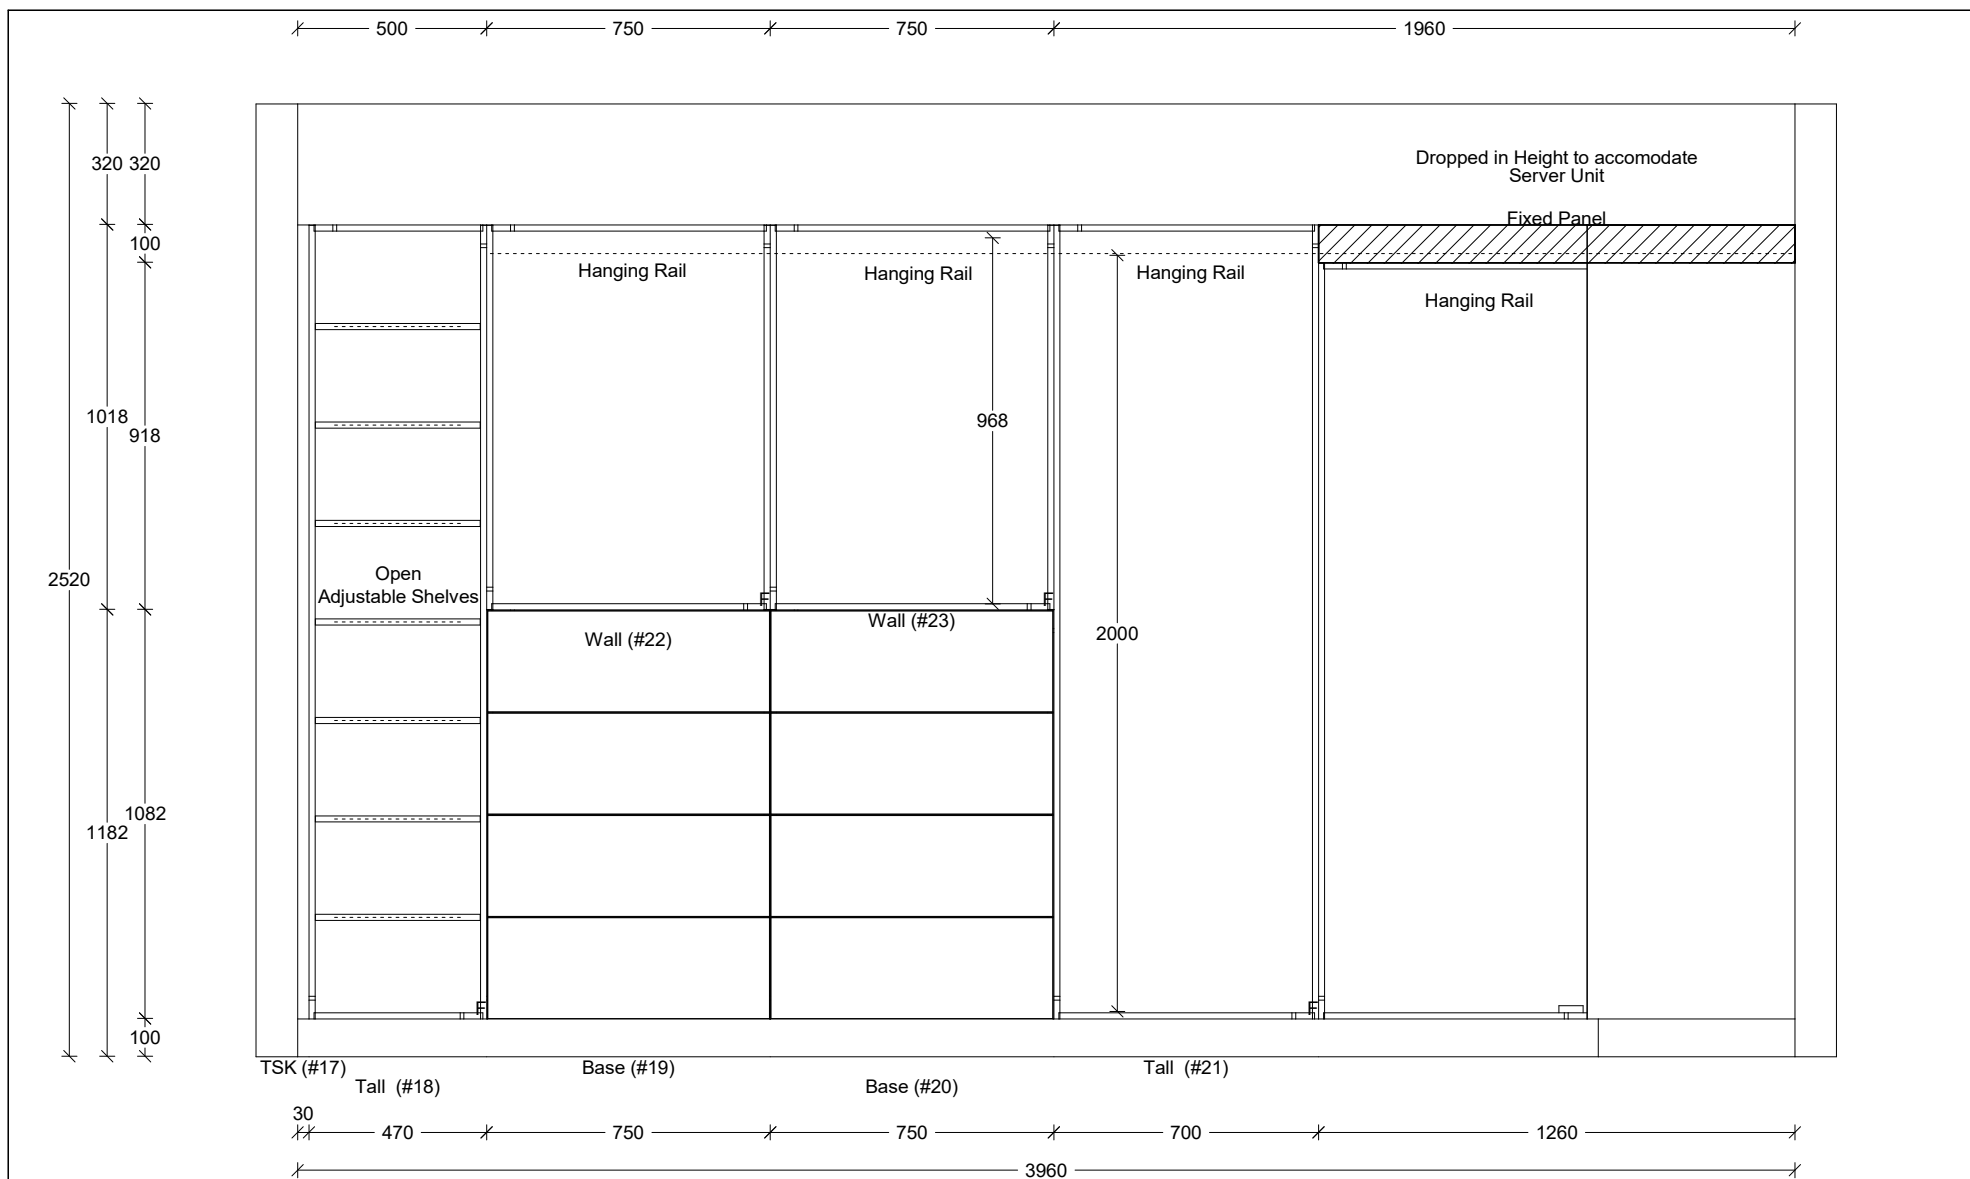 500
750
750
1960
320
320
Dropped in Height to accomodate
Server Unit
Fixed Panel
100
Hanging Rail
Hanging Rail
Hanging Rail
Hanging Rail
1018
918
968
2520
Open
Adjustable Shelves
Wall (#22)
Wall (#23)
2000
1082
1182
100
TSK (#17)
Tall (#18)
Base (#19)
Base (#20)
Tall (#21)
30
470
750
750
700
1260
3960